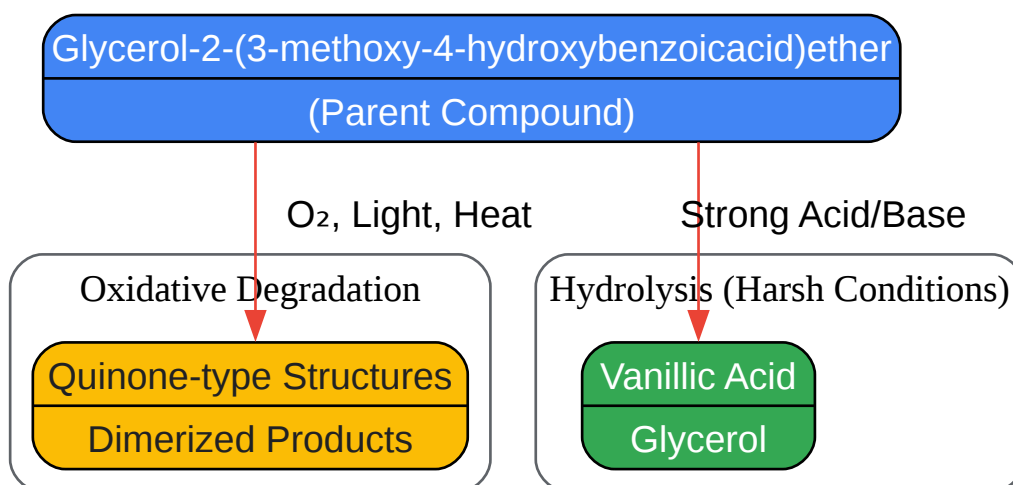 Glycerol-2-(3-methoxy-4-hydroxybenzoicacid)ether
(Parent Compound)
O₂, Light, Heat
Strong Acid/Base
Oxidative Degradation
Hydrolysis (Harsh Conditions)
Quinone-type Structures
Dimerized Products
Vanillic Acid
Glycerol